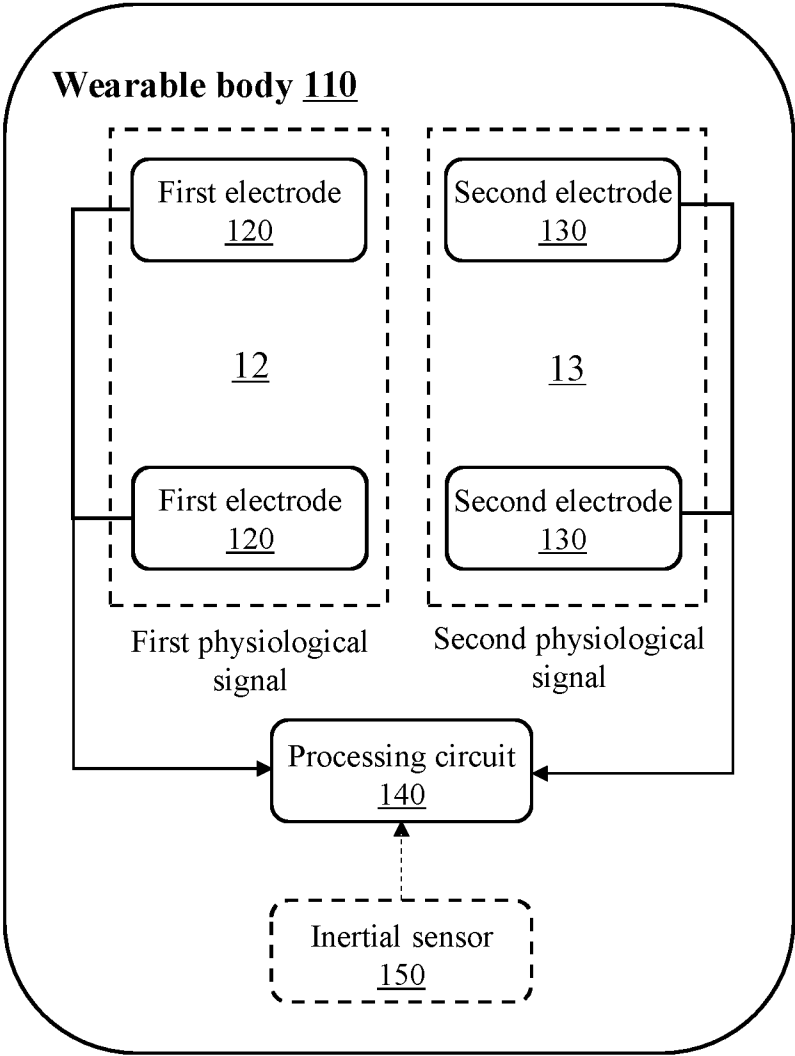 Wearable body 110
First electrode
120
Second electrode
130
12
13
First electrode
120
Second electrode
130
First physiological
signal
Second physiological
signal
Processing circuit
140
Inertial sensor
150